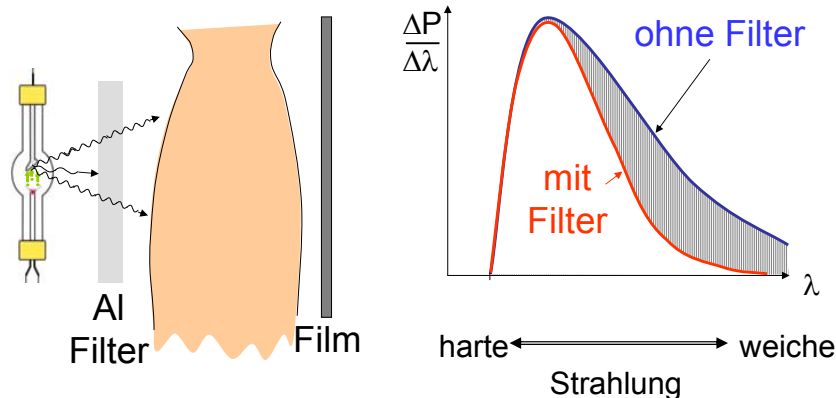 Al
Filter
Film
ΔP
Δλ
ohne Filter
mit
Filter
λ
harte
weiche
Strahlung